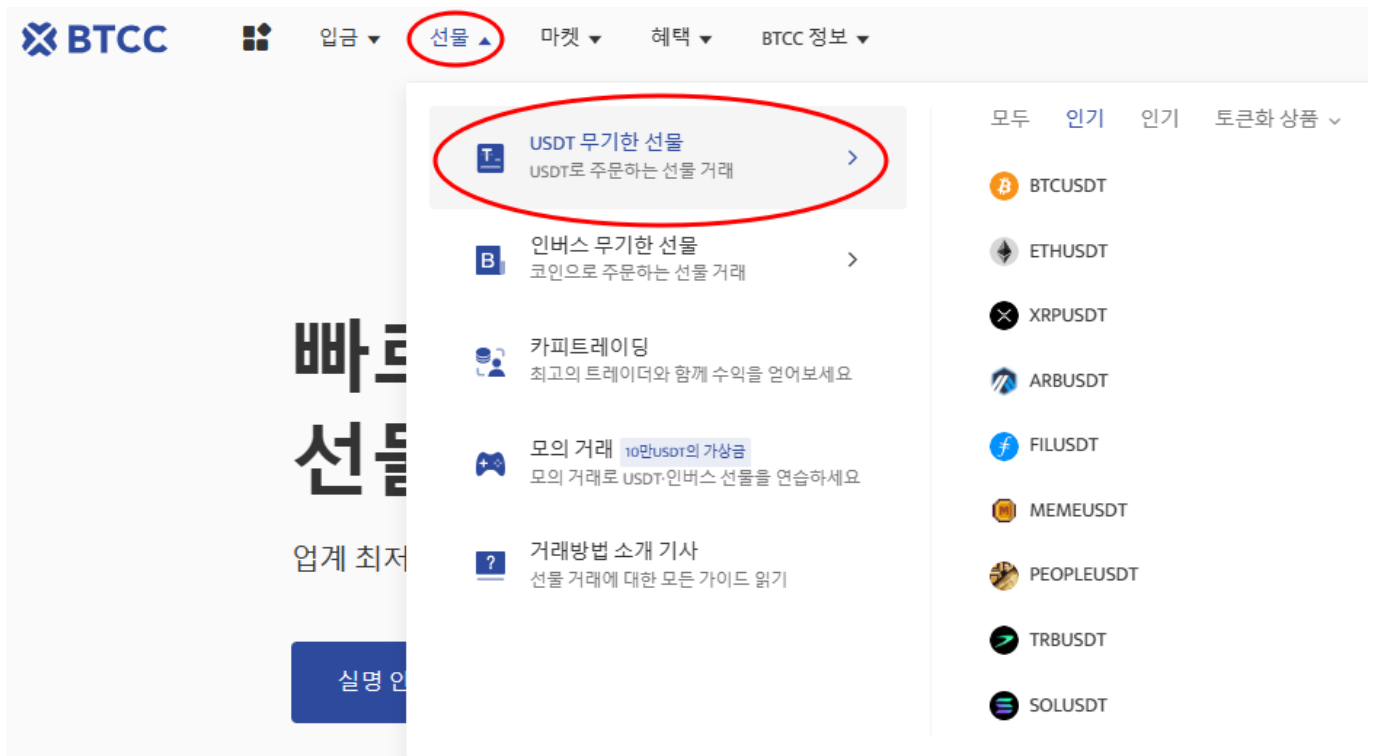 BTCC
입금
선물
마켓
혜택
BTCC 정보
USDT 무기한 선물
USDT로 주문하는 선물 거래
인버스 무기한 선물
코인으로 주문하는 선물 거래
카피트레이딩
최고의 트레이더와 함께 수익을 얻어보세요
모의 거래 10만USDT의 가상금
모의 거래로 USDT·인버스 선물을 연습하세요
거래방법 소개 기사
선물 거래에 대한 모든 가이드 읽기
모두 인기 인기 토큰화 상품
BTCUSDT
ETHUSDT
XRPUSDT
ARBUSDT
FILUSDT
MEMEUSDT
PEOPLEUSDT
TRBUSDT
SOLUSDT
업계 최저
실명